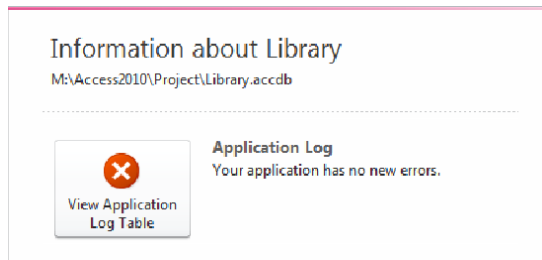 Information about Library
M:\Access2010\Project\Library.accdb
Application Log
Your application has no new errors.
View Application
Log Table